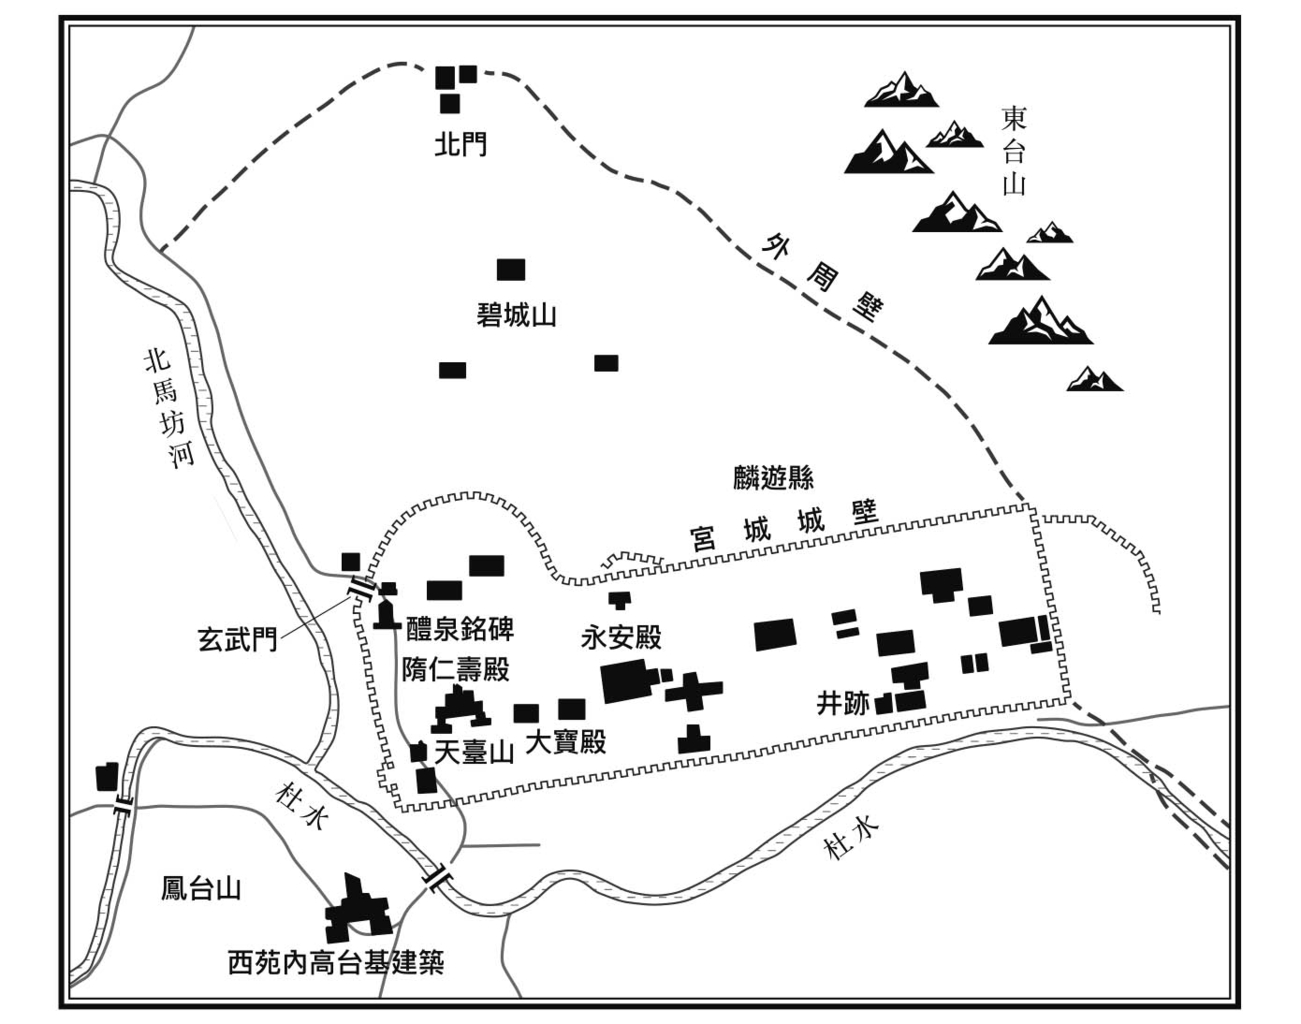 北門
東台山
外周壁
碧城山
北馬坊河
麟遊縣
宮城城壁
玄武門
醴泉銘碑
永安殿
隋仁壽殿
井跡
天臺山
大寶殿
杜水
杜水
鳳台山
西苑內高台基建築